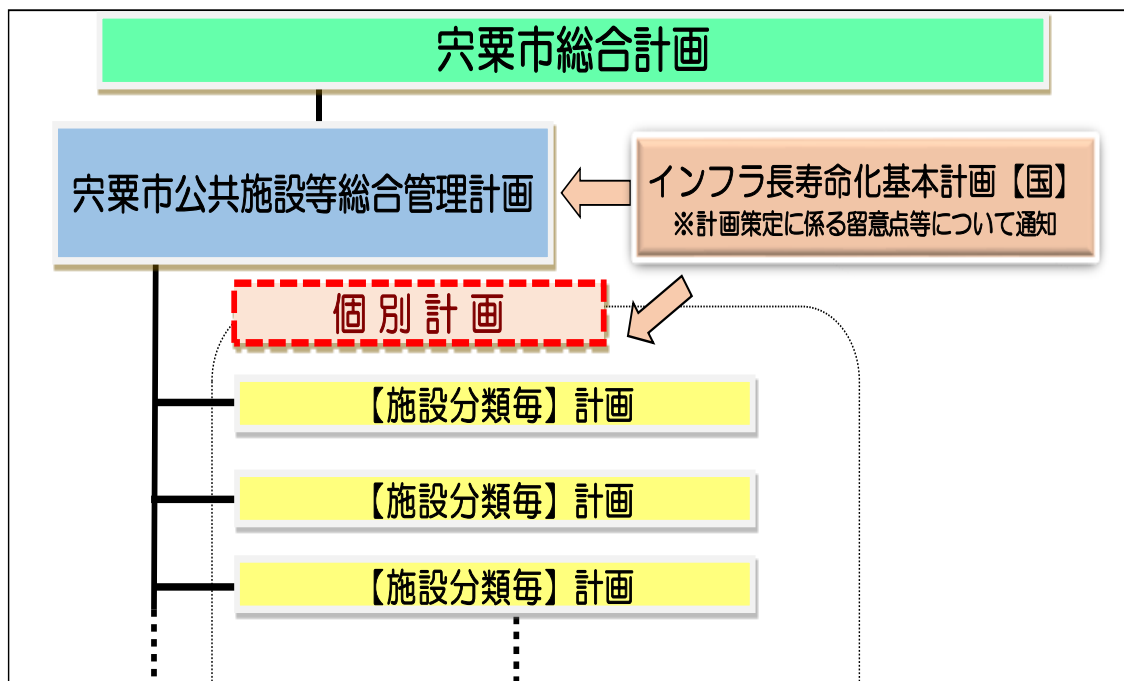 宍粟市総合計画
宍粟市公共施設等総合管理計画
インフラ長寿命化基本計画【国】
※計画策定に係る留意点等について通知
個別計画
【施設分類毎】計画
【施設分類毎】計画
【施設分類毎】計画